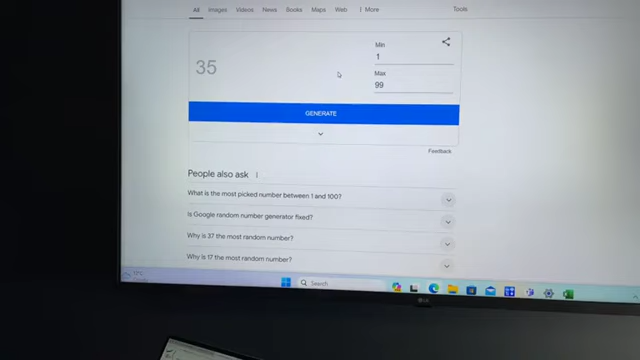 All Images Videos News Books Maps Web More Tools
35
Min
1
Max
99
GENERATE
Feedback
People also ask
What is the most picked number between 1 and 100?
Is Google random number generator fixed?
Why is 37 the most random number?
Why is 17 the most random number?
Search
LG